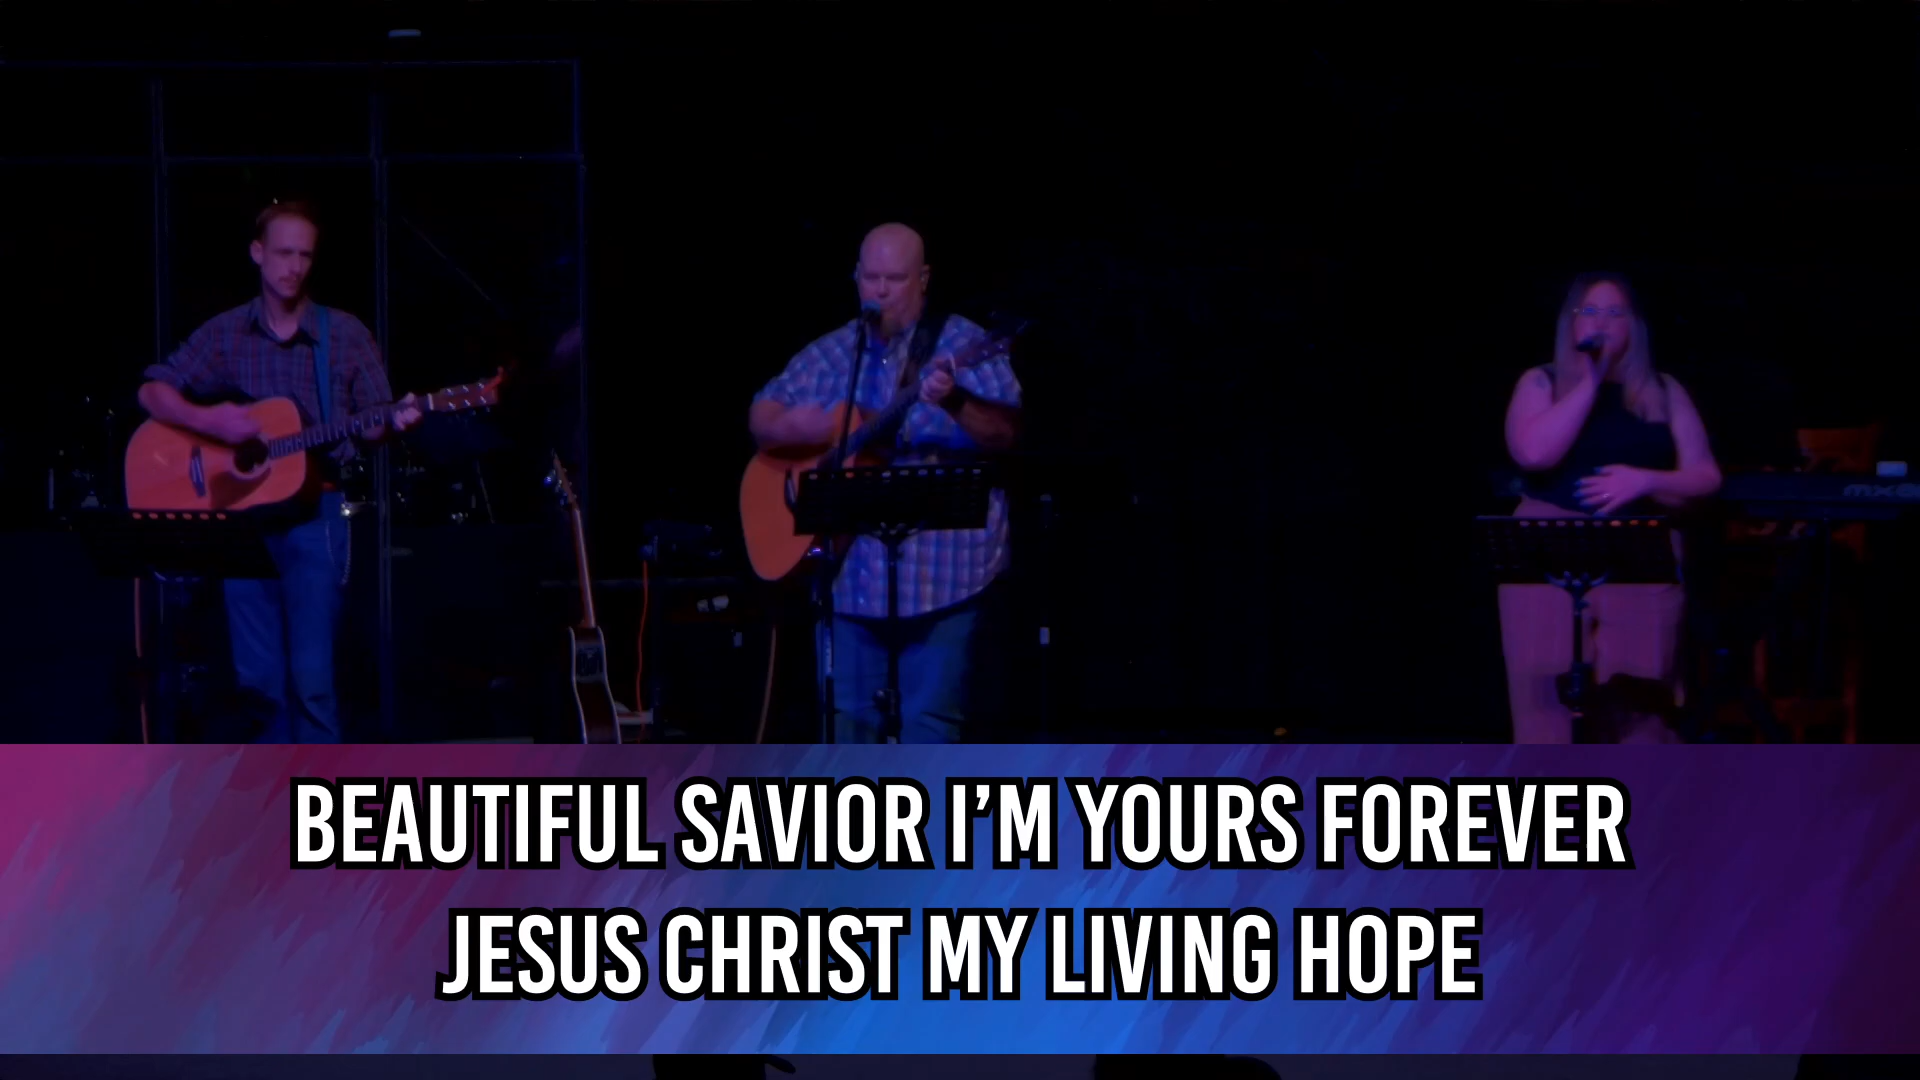 BEAUTIFUL SAVIOR I’M YOURS FOREVER
JESUS CHRIST MY LIVING HOPE